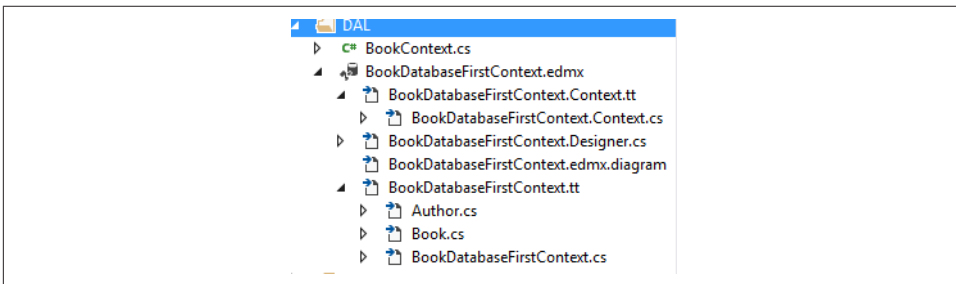 DAL
C# BookContext.cs
BookDatabaseFirstContext.edmx
BookDatabaseFirstContext.Context.tt
BookDatabaseFirstContext.Context.cs
BookDatabaseFirstContext.Designer.cs
BookDatabaseFirstContext.edmx.diagram
BookDatabaseFirstContext.tt
Author.cs
Book.cs
BookDatabaseFirstContext.cs